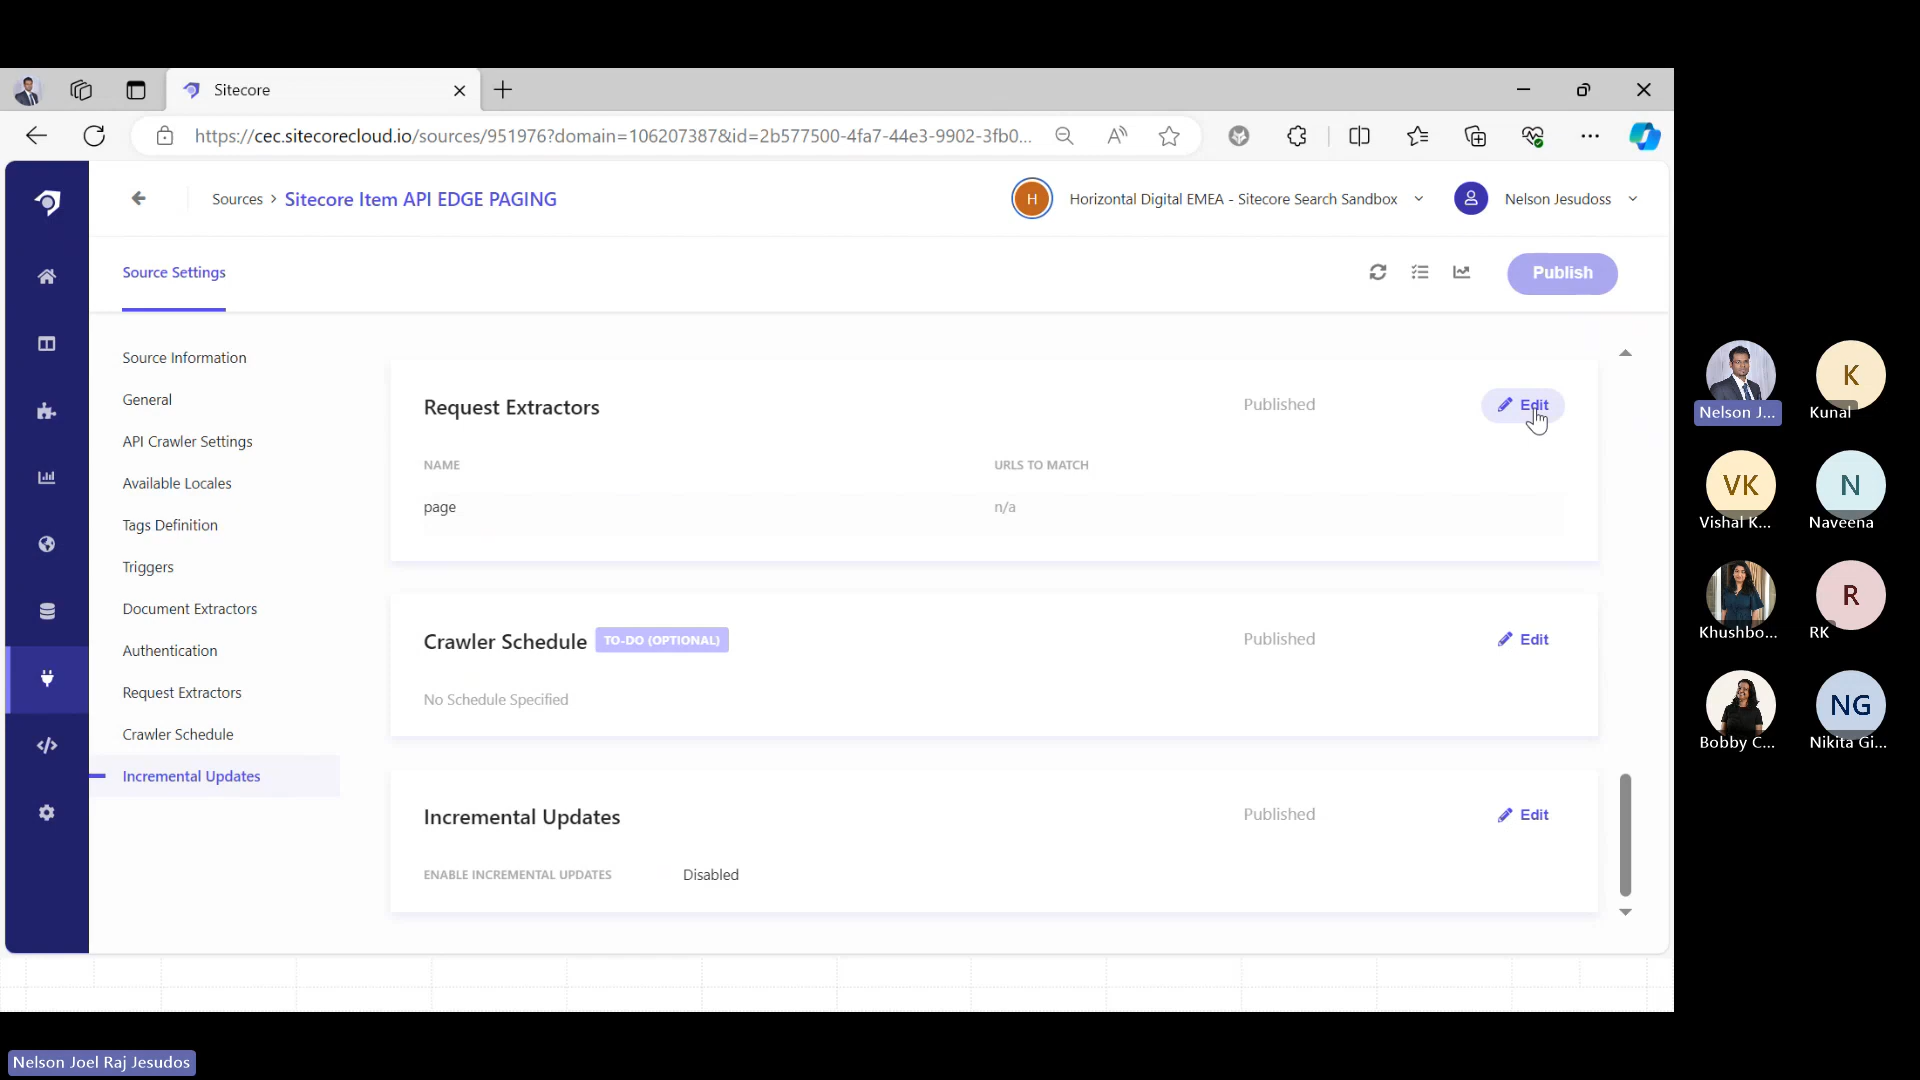 Sitecore
https://cec.sitecorecloud.io/sources/951976?domain=106207387&id=2b577500-4fa7-44e3-9902-3fb0...
Sources > Sitecore Item API EDGE PAGING
H
Horizontal Digital EMEA - Sitecore Search Sandbox
Nelson Jesudoss
Source Settings
Publish
Source Information
General
API Crawler Settings
Available Locales
Tags Definition
Triggers
Document Extractors
Authentication
Request Extractors
Crawler Schedule
Incremental Updates
Request Extractors
Published
Edit
NAME
URLS TO MATCH
page
n/a
Crawler Schedule
TO-DO (OPTIONAL)
Published
Edit
No Schedule Specified
Incremental Updates
Published
Edit
ENABLE INCREMENTAL UPDATES
Disabled
Nelson J...
K
Kunal
VK
Vishal K...
N
Naveena
Khushbo...
R
RK
Bobby C...
NG
Nikita Gi...
Nelson Joel Raj Jesudos